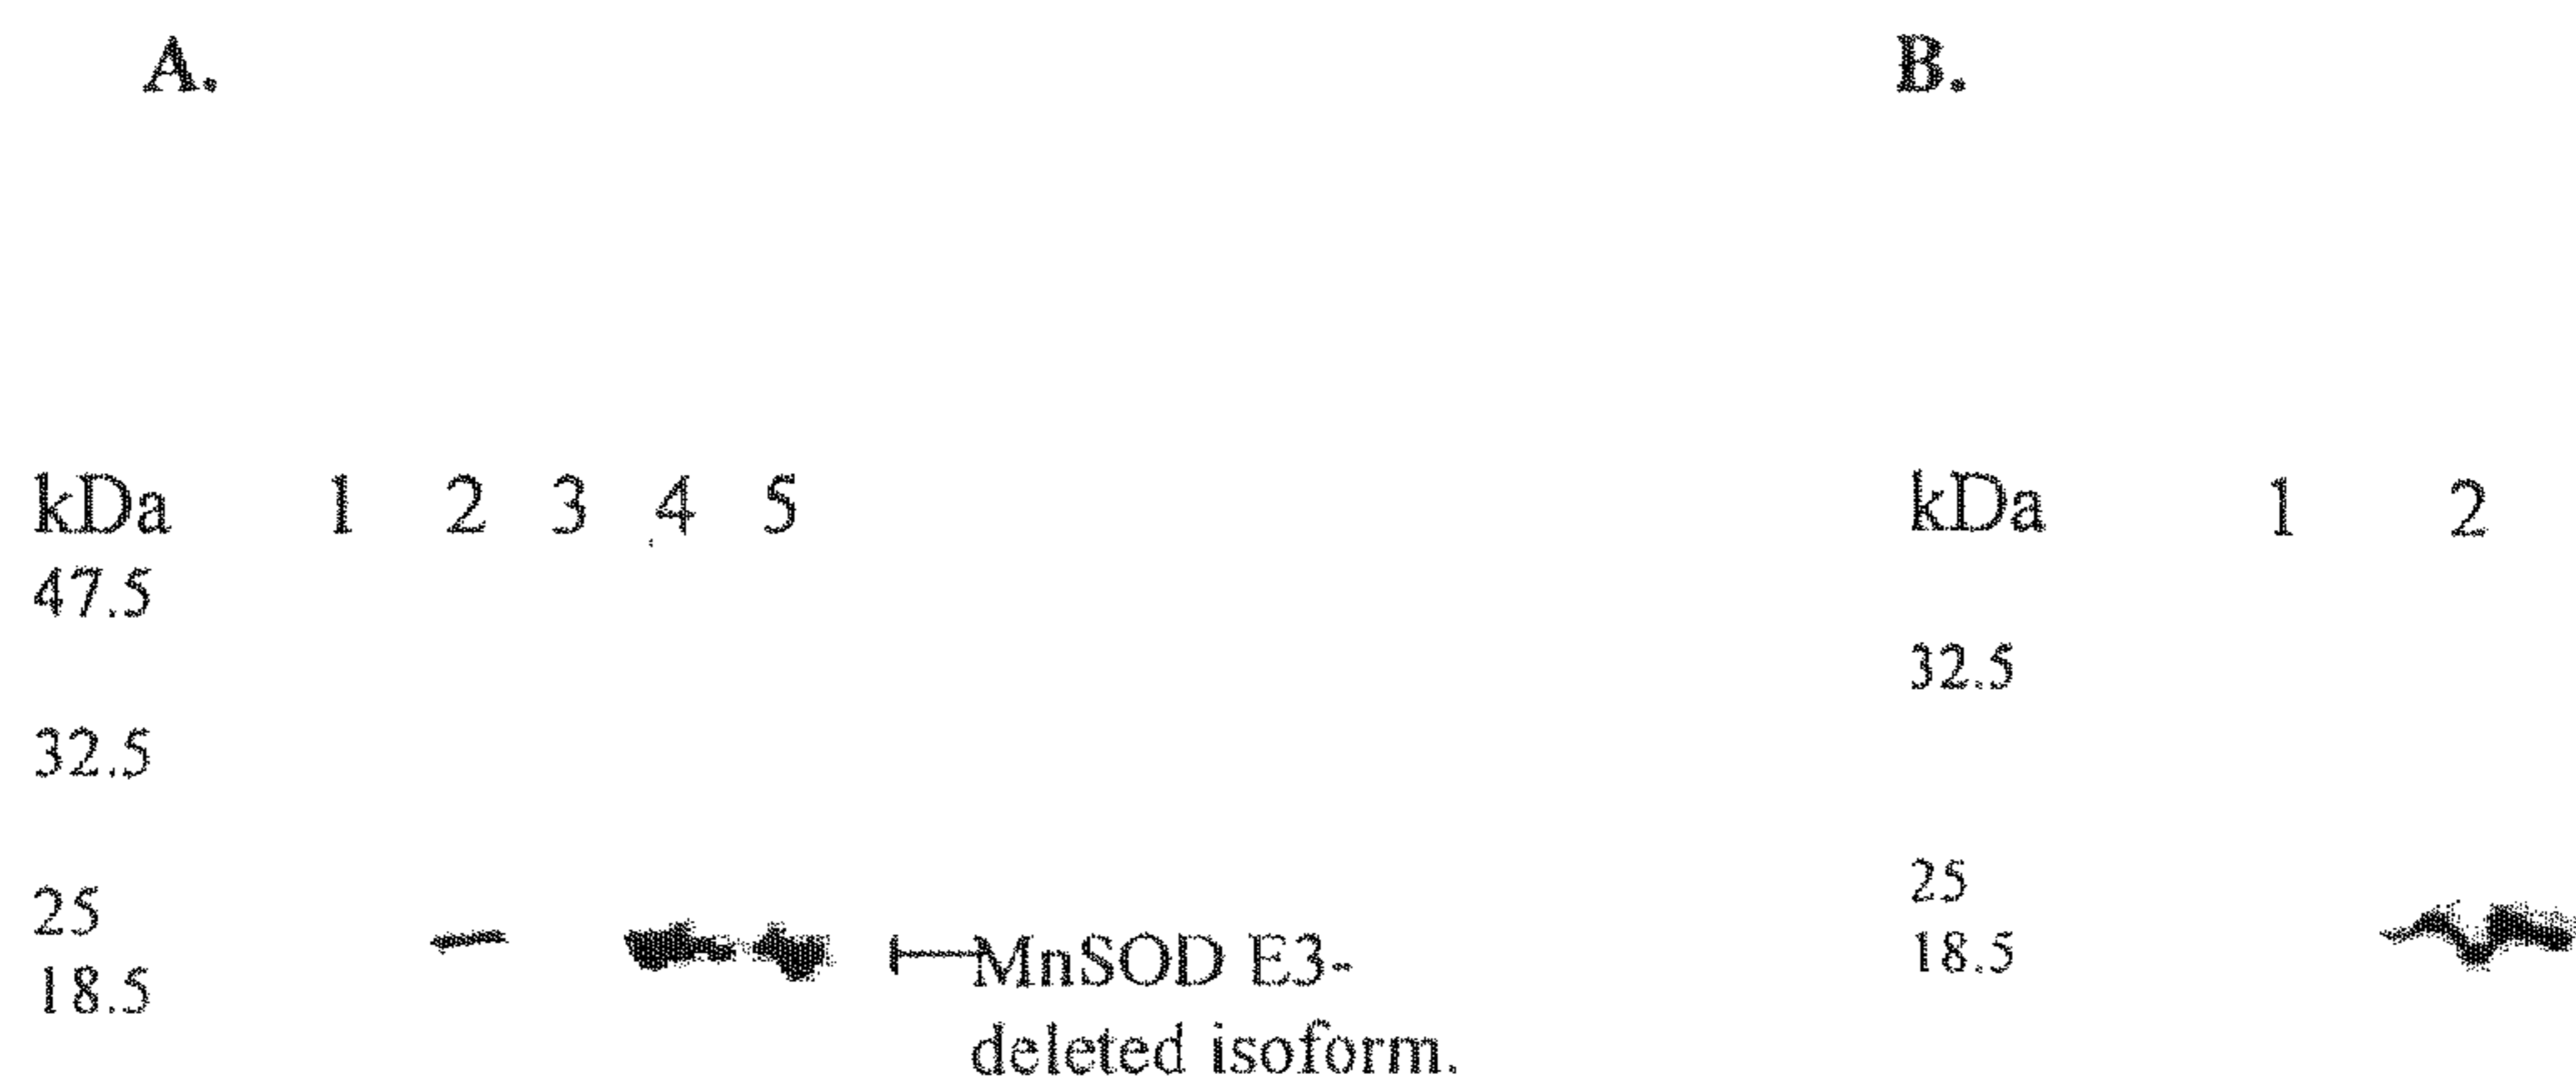 A.
kDa 1 2 3 4 5
47.5
32.5
25
18.5
MnSOD E3-
deleted isoform.
B.
kDa 1 2
32.5
25
18.5